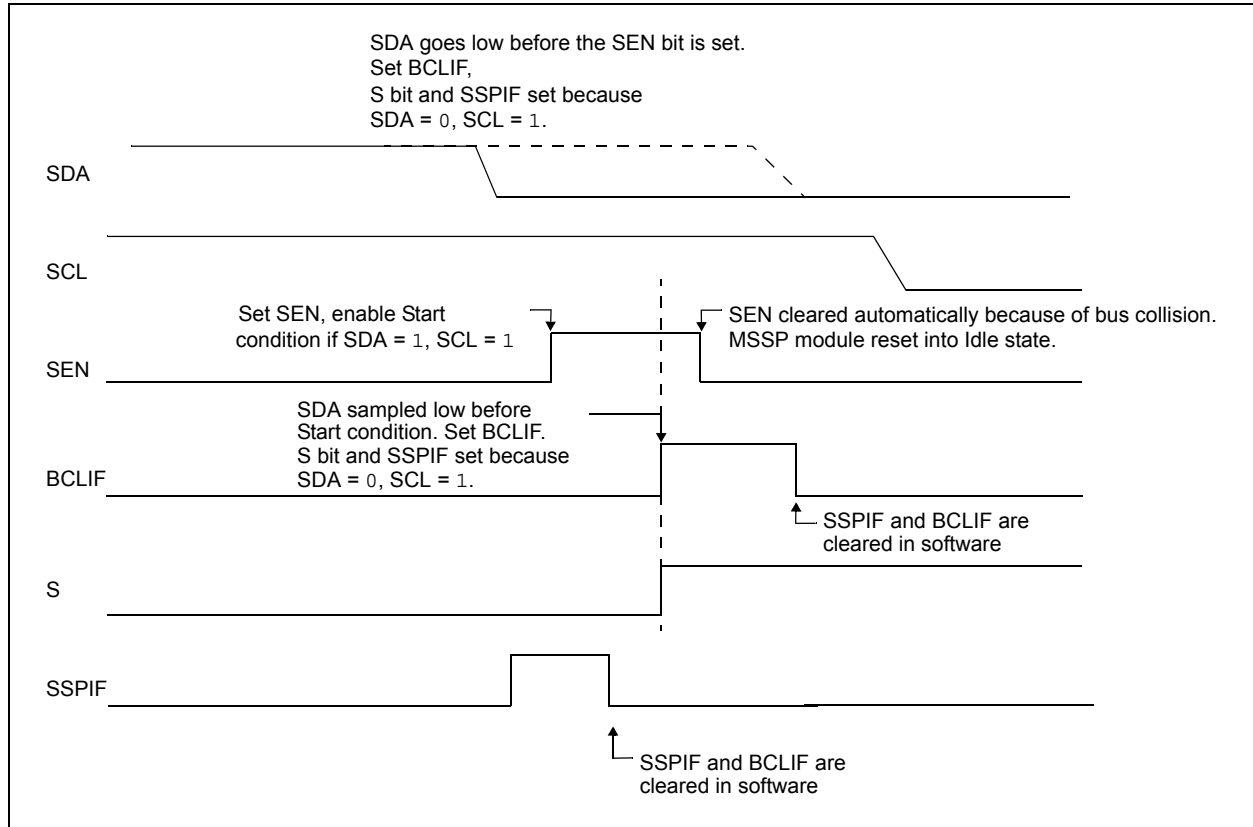 SDA goes low before the SEN bit is set.
Set BCLIF,
S bit and SSPIF set because
SDA = 0, SCL = 1.
SDA
SCL
Set SEN, enable Start
condition if SDA = 1, SCL = 1
SEN cleared automatically because of bus collision.
MSSP module reset into Idle state.
SEN
SDA sampled low before
Start condition. Set BCLIF.
S bit and SSPIF set because
SDA = 0, SCL = 1.
BCLIF
SSPIF and BCLIF are
cleared in software
S
SSPIF
SSPIF and BCLIF are
cleared in software